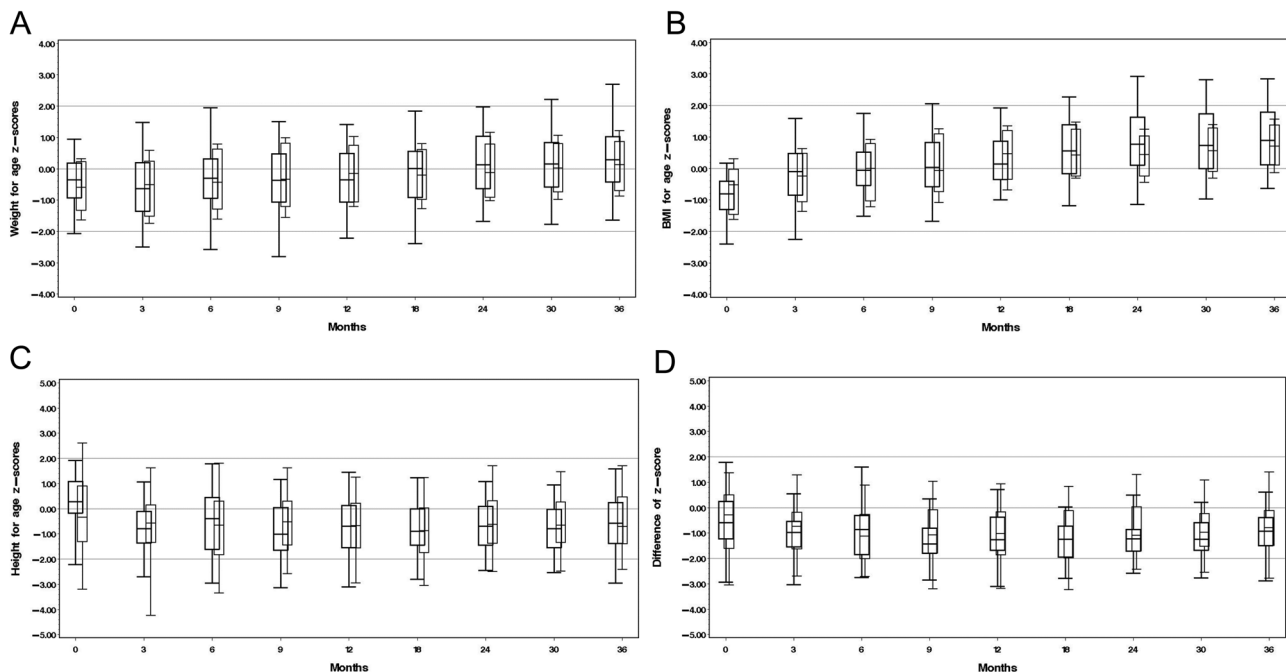 A
4.00
3.00
2.00
1.00
0.00
−1.00
−2.00
−3.00
−4.00
Weight for age z−scores
0 3 6 9 12 18 24 30 36
Months
B
4.00
3.00
2.00
1.00
0.00
−1.00
−2.00
−3.00
−4.00
BMI for age z−scores
0 3 6 9 12 18 24 30 36
Months
C
5.00
4.00
3.00
2.00
1.00
0.00
−1.00
−2.00
−3.00
−4.00
−5.00
Height for age z−scores
0 3 6 9 12 18 24 30 36
Months
D
5.00
4.00
3.00
2.00
1.00
0.00
−1.00
−2.00
−3.00
−4.00
−5.00
Difference of z−score
0 3 6 9 12 18 24 30 36
Months